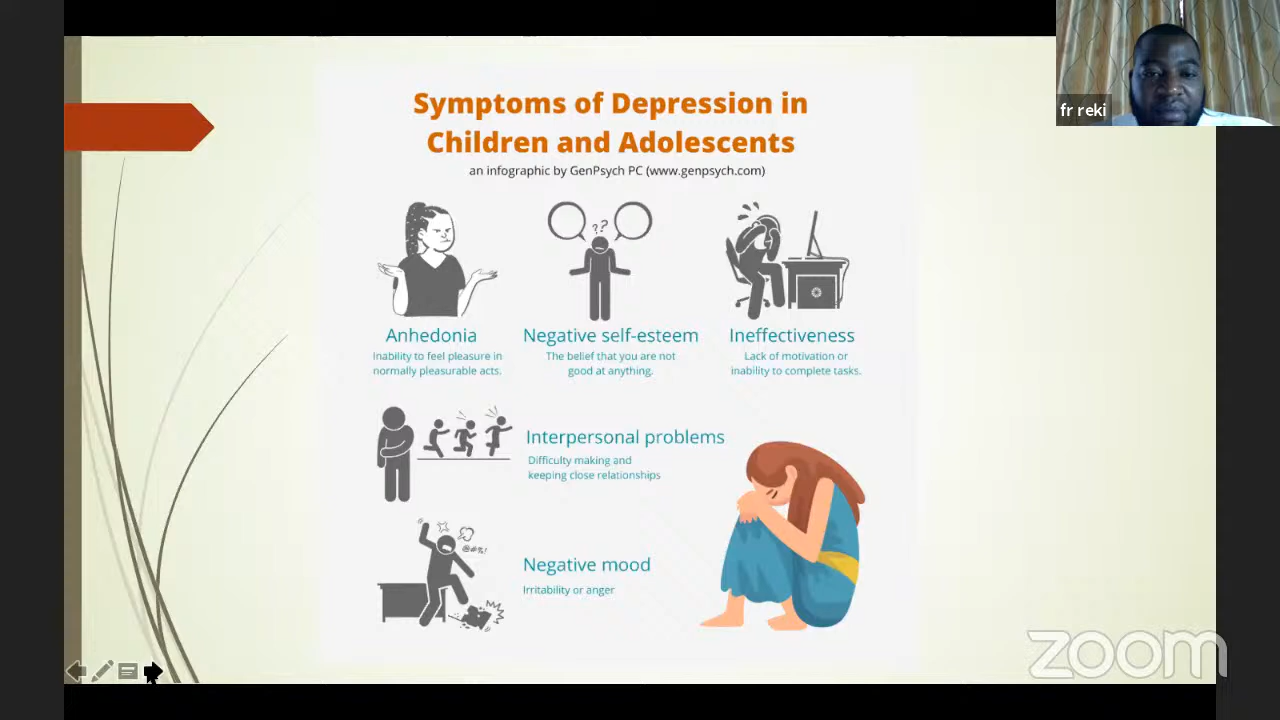 Symptoms of Depression in
Children and Adolescents
an infographic by GenPsych PC (www.genpsych.com)
fr reki
??
Anhedonia
Inability to feel pleasure in
normally pleasurable acts.
Negative self-esteem
The belief that you are not
good at anything.
Ineffectiveness
Lack of motivation or
inability to complete tasks.
Interpersonal problems
Difficulty making and
keeping close relationships
@#%!
Negative mood
Irritability or anger
zoom